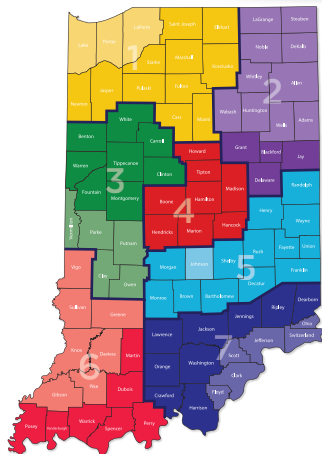 LaGrange Steuben
Saint Joseph Elkhart
LaPorte
Lake Porter
Noble DeKalb
Marshall
Starke Kosciusko
1
Whitley Allen
2
Jasper Pulaski Fulton
Newton
Wabash Huntington
Wells Adams
Cass Miami
White
Benton Carroll
Grant Blackford Jay
Howard
Warren Tippecanoe Clinton
3
Tipton
Delaware Randolph
Madison
Fountain Montgomery
Boone Hamilton
4
Henry Wayne
Vermillion Parke Putnam
Hendricks Marion Hancock
Rush Fayette Union
Morgan Johnson Shelby
5
Franklin
Vigo Clay Owen
Decatur
Monroe Brown Bartholomew
Sullivan Greene
Ripley Dearborn
Jennings
Ohio
Lawrence Jackson
Jefferson Switzerland
7
Knox Daviess Martin
6
Orange Washington Scott
Clark
Pike Dubois
Gibson
Crawford Floyd
Harrison
Posey Vanderburgh Warrick Spencer Perry